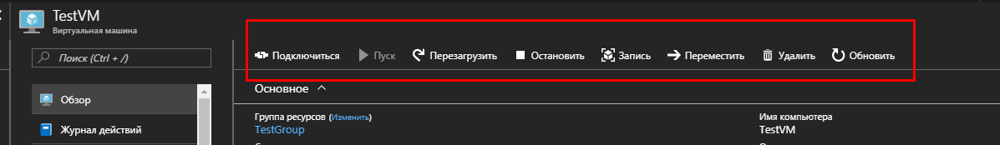 TestVM
Виртуальная машина
Поиск (Ctrl + /)
Подключиться Пуск Перезагрузить Остановить Запись Переместить Удалить Обновить
Основное
Обзор
Журнал действий
Группа ресурсов (Изменить)
TestGroup
Имя компьютера
TestVM